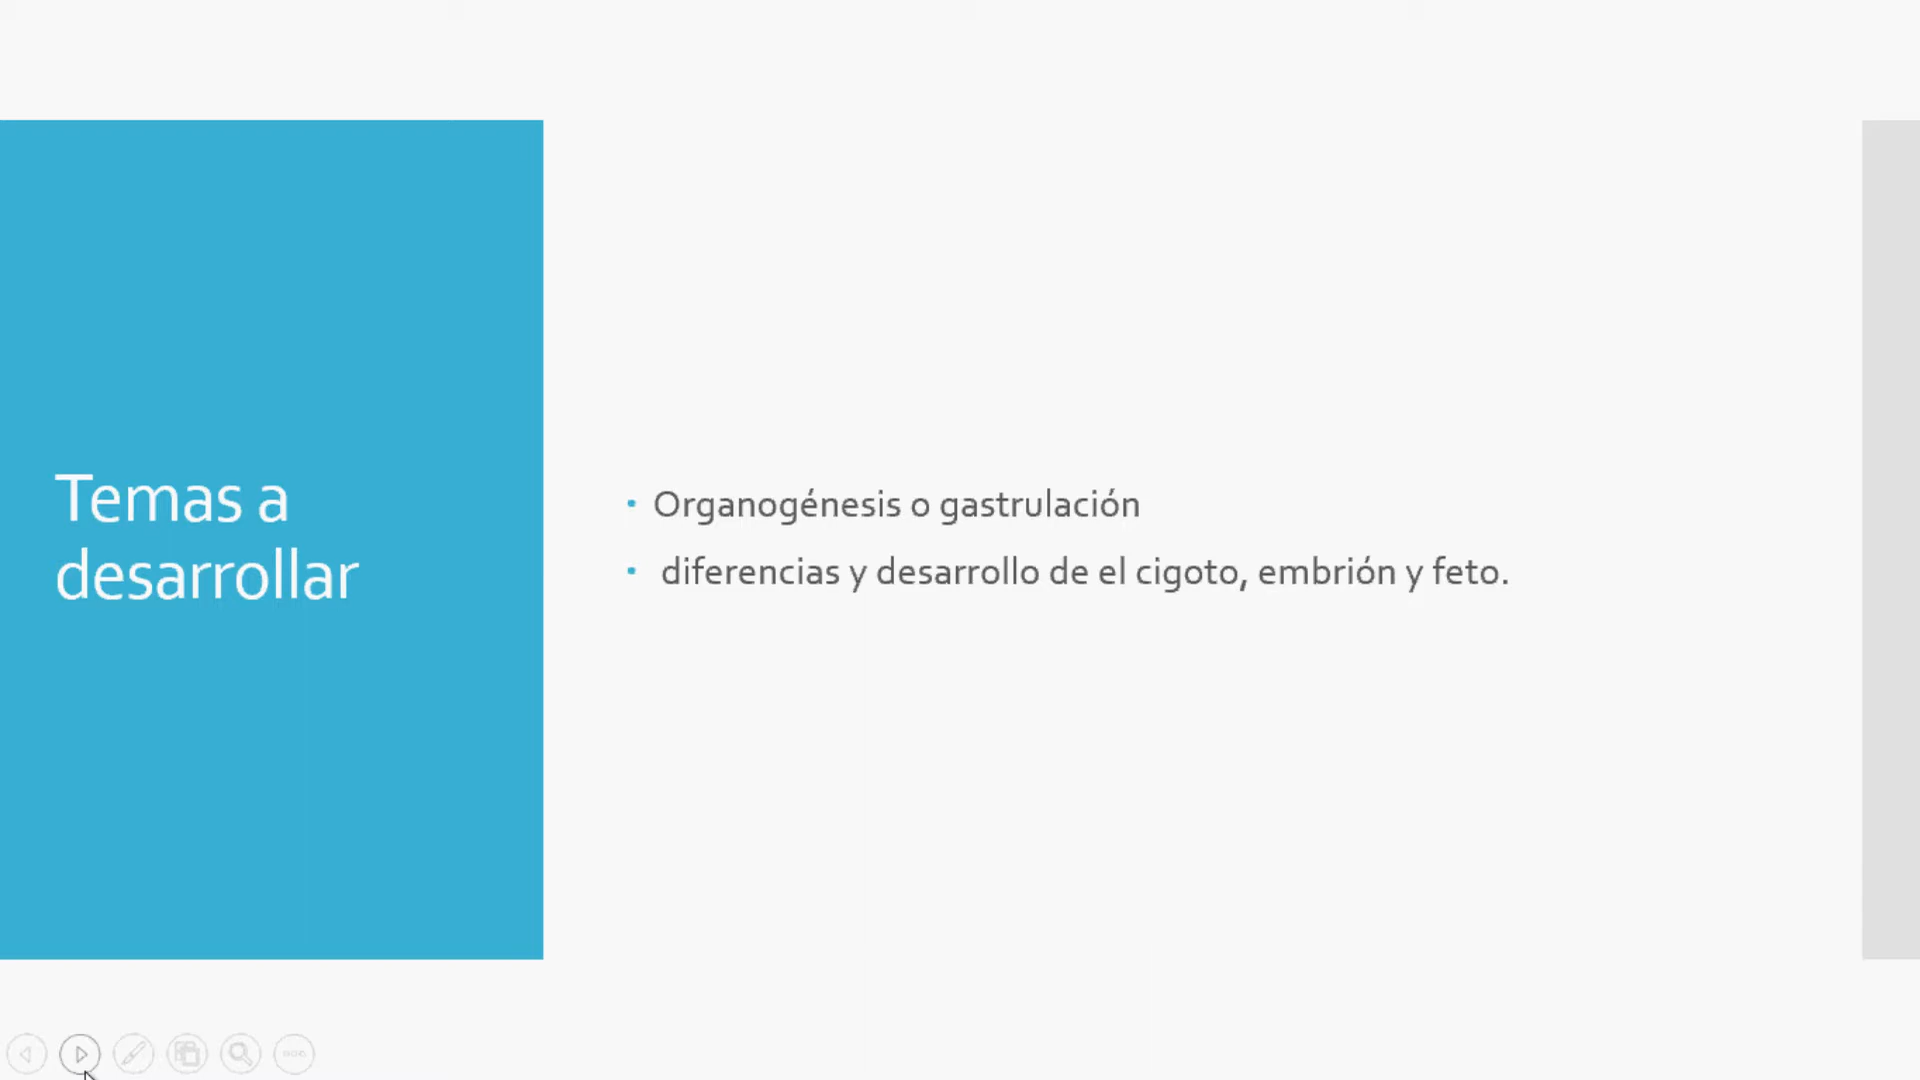 Temas a
desarrollar
• Organogénesis o gastrulación
• diferencias y desarrollo de el cigoto, embrión y feto.